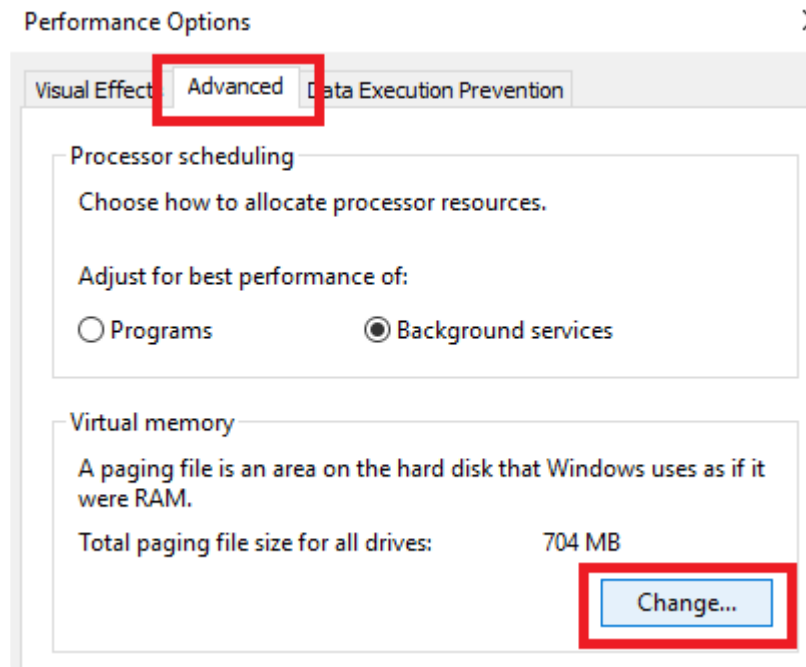 Performance Options
Visual Effect Advanced Data Execution Prevention
Processor scheduling
Choose how to allocate processor resources.
Adjust for best performance of:
Programs Background services
Virtual memory
A paging file is an area on the hard disk that Windows uses as if it
were RAM.
Total paging file size for all drives: 704 MB
Change...